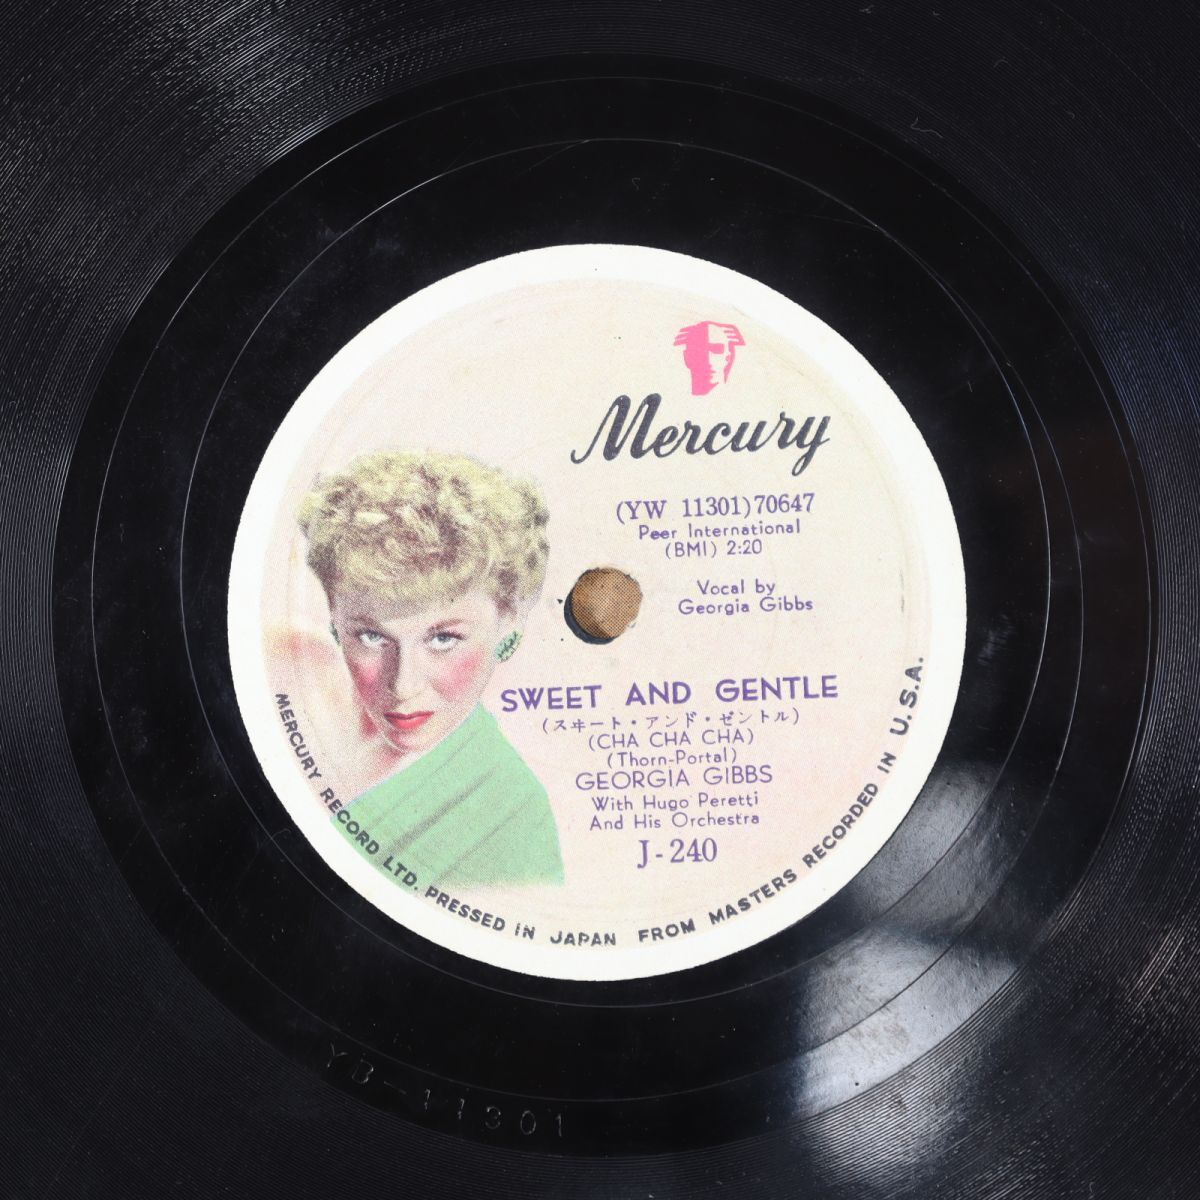 Mercury
(YW 11301)70647
Peer International
(BMI) 2:20
Vocal by
Georgia Gibbs
SWEET AND GENTLE
(スヰート・アンド・ゼントル)
(CHA CHA CHA)
(Thorn-Portal)
GEORGIA GIBBS
With Hugo Peretti
And His Orchestra
J-240
MERCURY RECORD LTD. PRESSED IN JAPAN FROM MASTERS RECORDED IN U.S.A.
YB-11301